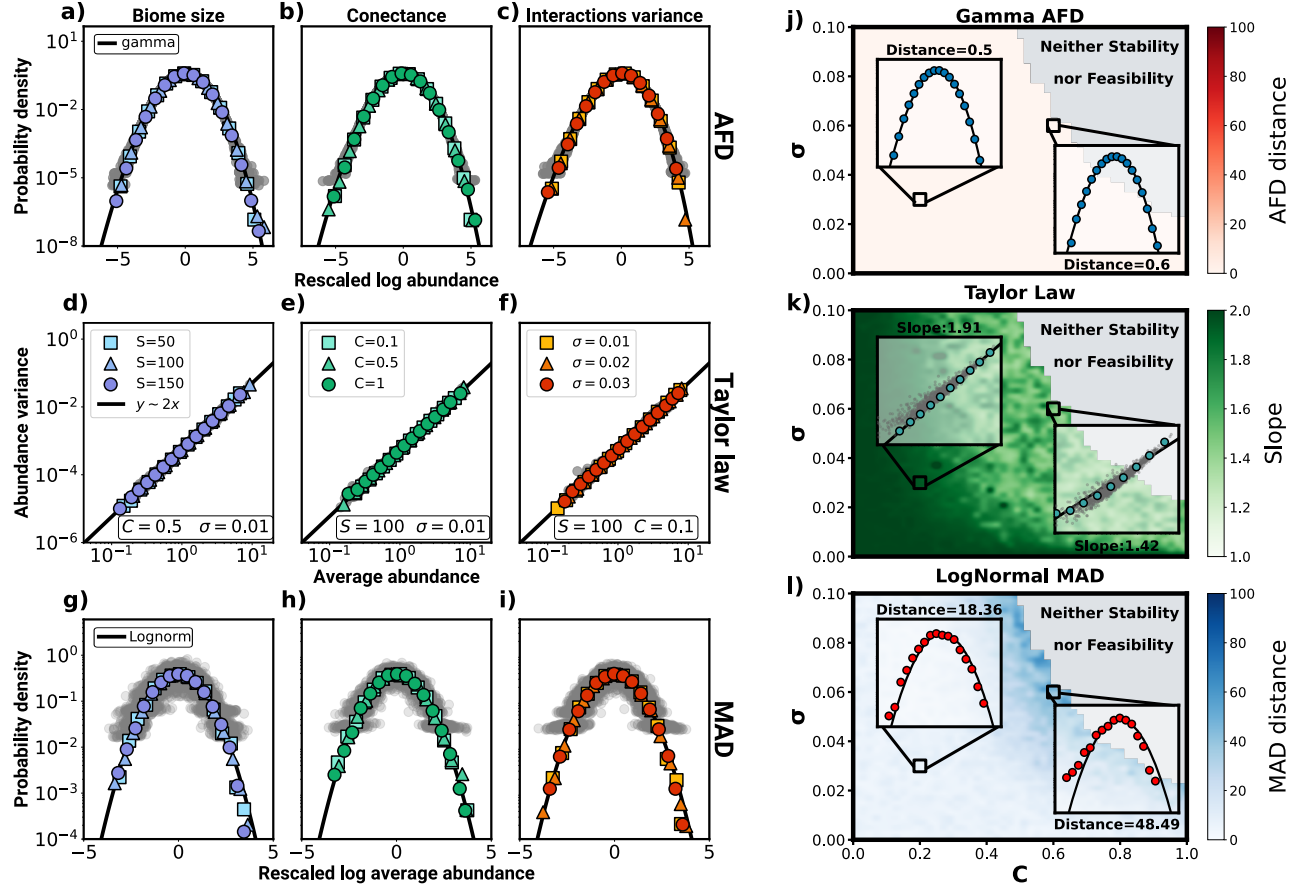 a) Biome size
b) Conectance
c) Interactions variance
gamma
Probability density
10^1
10^-2
10^-5
10^-8
−5 0 5
−5 0 5
−5 0 5
Rescaled log abundance
AFD
d)
e)
f)
S=50
S=100
S=150
y ~ 2x
C=0.1
C=0.5
C=1
σ = 0.01
σ = 0.02
σ = 0.03
Abundance variance
10^0
10^-2
10^-4
10^-6
C = 0.5 σ = 0.01
S = 100 σ = 0.01
S = 100 C = 0.1
10^-1 10^0 10^1
10^-1 10^0 10^1
10^-1 10^0 10^1
Average abundance
Taylor law
g)
h)
i)
Lognorm
Probability density
10^0
10^-1
10^-2
10^-3
10^-4
−5 0 5
−5 0 5
−5 0 5
Rescaled log average abundance
MAD
j) Gamma AFD
Distance=0.5
Neither Stability
nor Feasibility
Distance=0.6
σ
0.10
0.08
0.06
0.04
0.02
0.00
100
80
60
40
20
0
AFD distance
k) Taylor Law
Slope:1.91
Neither Stability
nor Feasibility
Slope:1.42
σ
0.10
0.08
0.06
0.04
0.02
0.00
2.0
1.8
1.6
1.4
1.2
1.0
Slope
l) LogNormal MAD
Distance=18.36
Neither Stability
nor Feasibility
Distance=48.49
σ
0.10
0.08
0.06
0.04
0.02
0.00
0.0 0.2 0.4 0.6 0.8 1.0
C
100
80
60
40
20
0
MAD distance